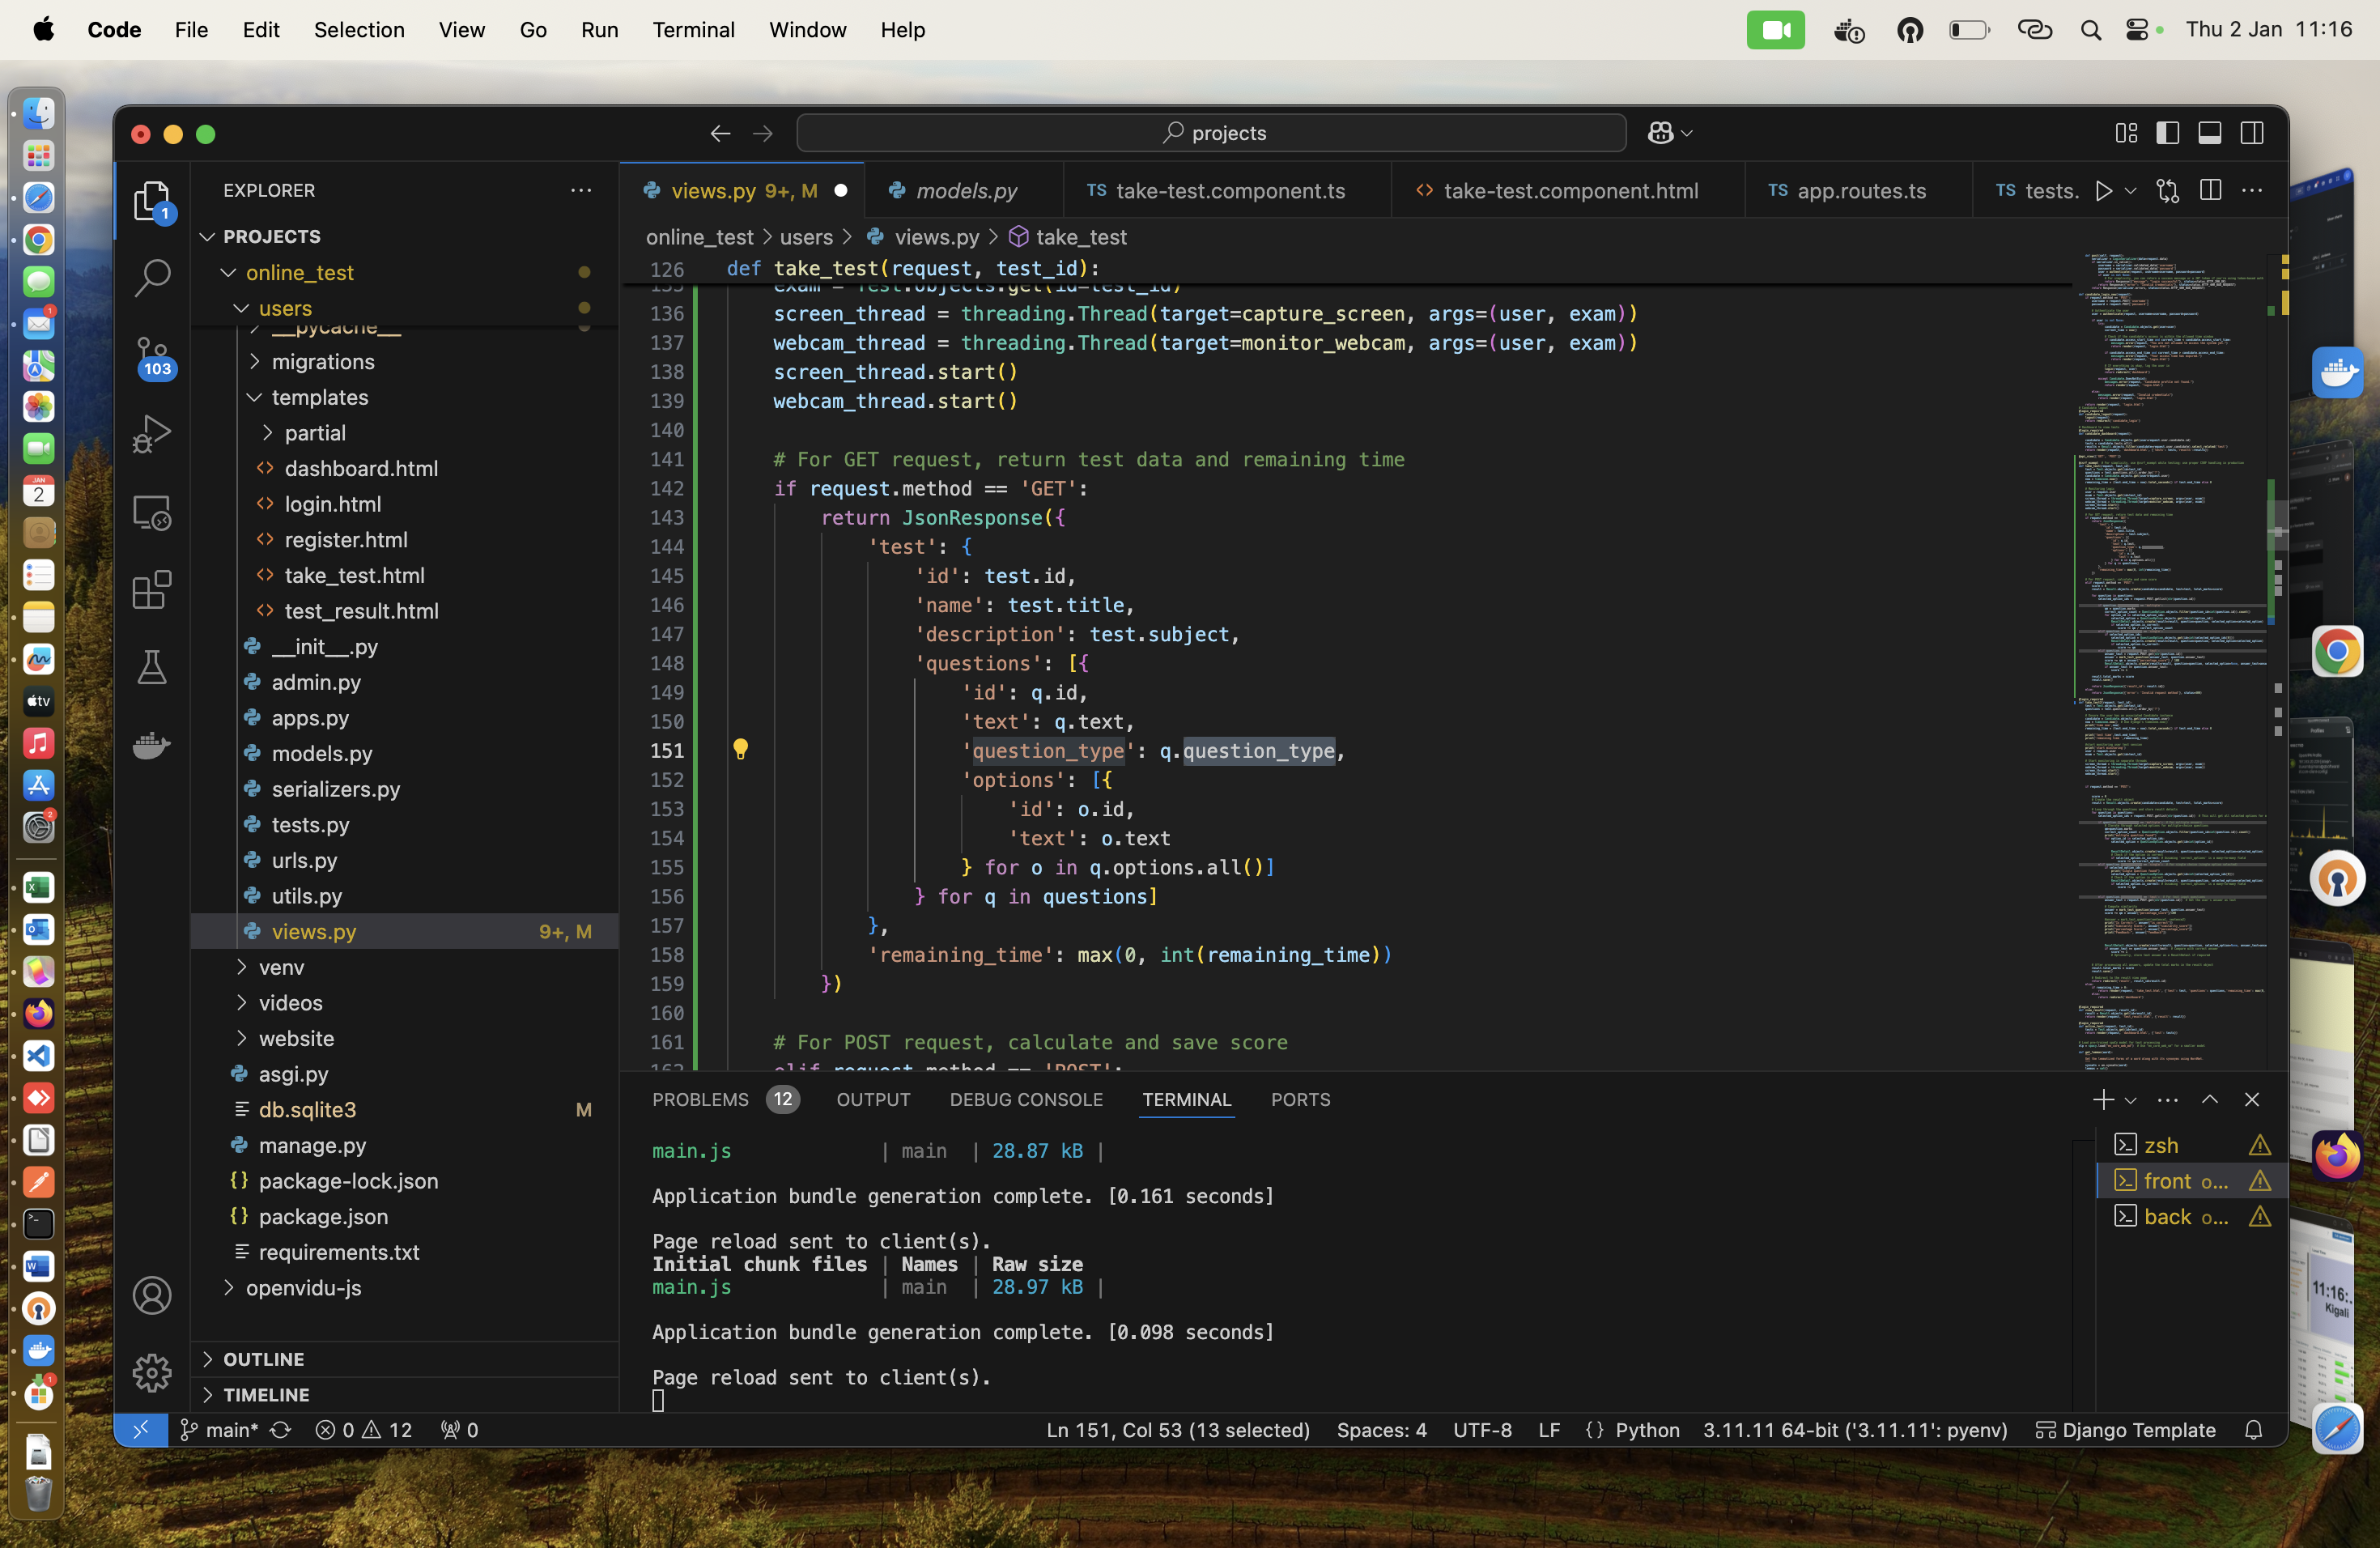 Code File Edit Selection View Go Run Terminal Window Help
Thu 2 Jan 11:16
projects
EXPLORER
PROJECTS
online_test
users
__pycache__
migrations
templates
partial
dashboard.html
login.html
register.html
take_test.html
test_result.html
__init__.py
admin.py
apps.py
models.py
serializers.py
tests.py
urls.py
utils.py
views.py 9+, M
venv
videos
website
asgi.py
db.sqlite3 M
manage.py
package-lock.json
package.json
requirements.txt
openvidu-js
OUTLINE
TIMELINE
1
103
views.py 9+, M
models.py
TS take-test.component.ts
take-test.component.html
TS app.routes.ts
TS tests.
online_test > users > views.py > take_test
126 def take_test(request, test_id):
135 exam = Test.objects.get(id=test_id)
136 screen_thread = threading.Thread(target=capture_screen, args=(user, exam))
137 webcam_thread = threading.Thread(target=monitor_webcam, args=(user, exam))
138 screen_thread.start()
139 webcam_thread.start()
140
141 # For GET request, return test data and remaining time
142 if request.method == 'GET':
143 return JsonResponse({
144 'test': {
145 'id': test.id,
146 'name': test.title,
147 'description': test.subject,
148 'questions': [{
149 'id': q.id,
150 'text': q.text,
151 'question_type': q.question_type,
152 'options': [{
153 'id': o.id,
154 'text': o.text
155 } for o in q.options.all()]
156 } for q in questions]
157 },
158 'remaining_time': max(0, int(remaining_time))
159 })
160
161 # For POST request, calculate and save score
162 elif request.method == 'POST':
PROBLEMS 12 OUTPUT DEBUG CONSOLE TERMINAL PORTS
main.js | main | 28.87 kB |
Application bundle generation complete. [0.161 seconds]
Page reload sent to client(s).
Initial chunk files | Names | Raw size
main.js | main | 28.97 kB |
Application bundle generation complete. [0.098 seconds]
Page reload sent to client(s).
zsh
front o...
back o...
main* 0 12 0
Ln 151, Col 53 (13 selected) Spaces: 4 UTF-8 LF {} Python 3.11.11 64-bit ('3.11.11': pyenv) Django Template
JAN
2
tv
1
2
1
11:16:
Kigali